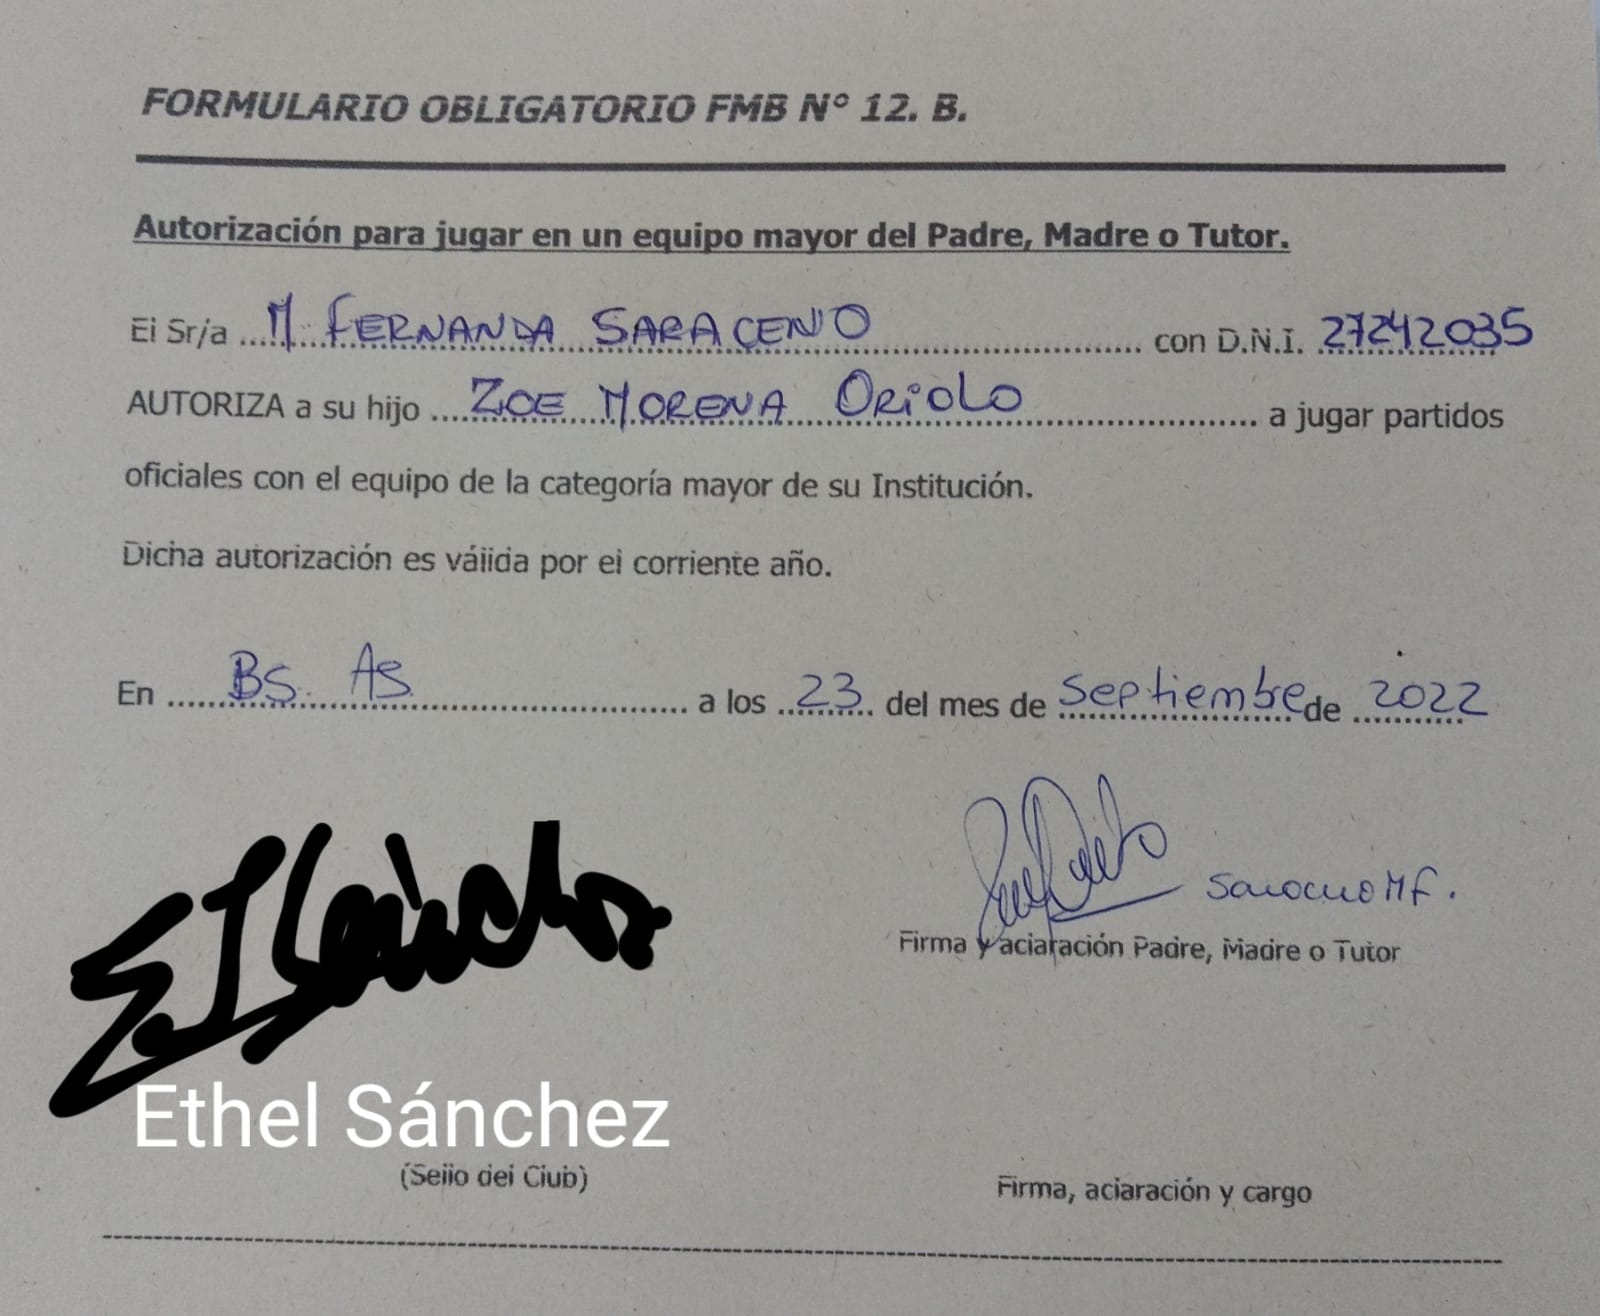 FORMULARIO OBLIGATORIO FMB N° 12. B.
Autorización para jugar en un equipo mayor del Padre, Madre o Tutor.
El Sr/a ....M. FERNANDA SARACENO.... con D.N.I. 27242035
AUTORIZA a su hijo ....ZOE MORENA ORiOLO.... a jugar partidos
oficiales con el equipo de la categoría mayor de su Institución.
Dicha autorización es válida por el corriente año.
En ....BS. AS.... a los ..23.. del mes de Septiembre de 2022
Saraceno MF.
Firma y aclaración Padre, Madre o Tutor
Ethel Sánchez
(Sello del Club)
Firma, aclaración y cargo